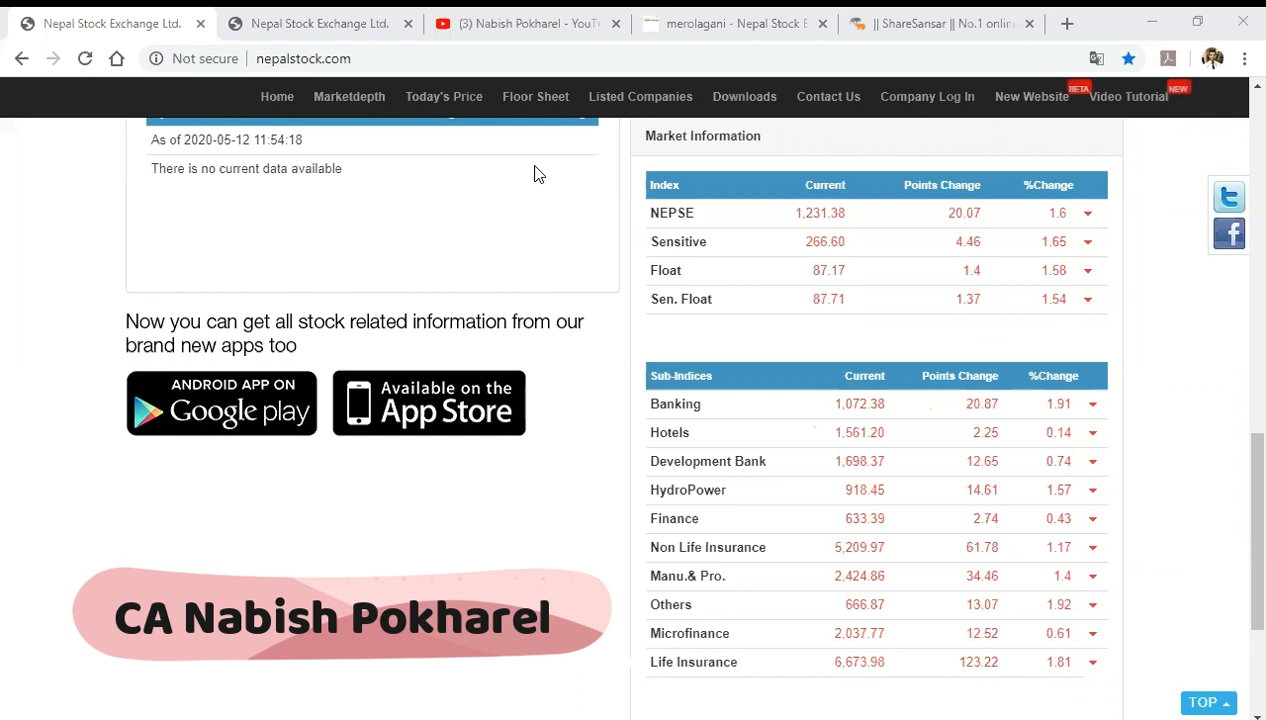 Nepal Stock Exchange Ltd.
Nepal Stock Exchange Ltd.
(3) Nabish Pokharel - YouTu
merolagani - Nepal Stock E
|| ShareSansar || No.1 online
Not secure
nepalstock.com
Home
Marketdepth
Today's Price
Floor Sheet
Listed Companies
Downloads
Contact Us
Company Log In
New Website
BETA
Video Tutorial
NEW
As of 2020-05-12 11:54:18
There is no current data available
Now you can get all stock related information from our
brand new apps too
ANDROID APP ON
Google play
Available on the
App Store
CA Nabish Pokharel
Market Information
Index Current Points Change %Change
NEPSE 1,231.38 20.07 1.6
Sensitive 266.60 4.46 1.65
Float 87.17 1.4 1.58
Sen. Float 87.71 1.37 1.54
Sub-Indices Current Points Change %Change
Banking 1,072.38 20.87 1.91
Hotels 1,561.20 2.25 0.14
Development Bank 1,698.37 12.65 0.74
HydroPower 918.45 14.61 1.57
Finance 633.39 2.74 0.43
Non Life Insurance 5,209.97 61.78 1.17
Manu.& Pro. 2,424.86 34.46 1.4
Others 666.87 13.07 1.92
Microfinance 2,037.77 12.52 0.61
Life Insurance 6,673.98 123.22 1.81
TOP